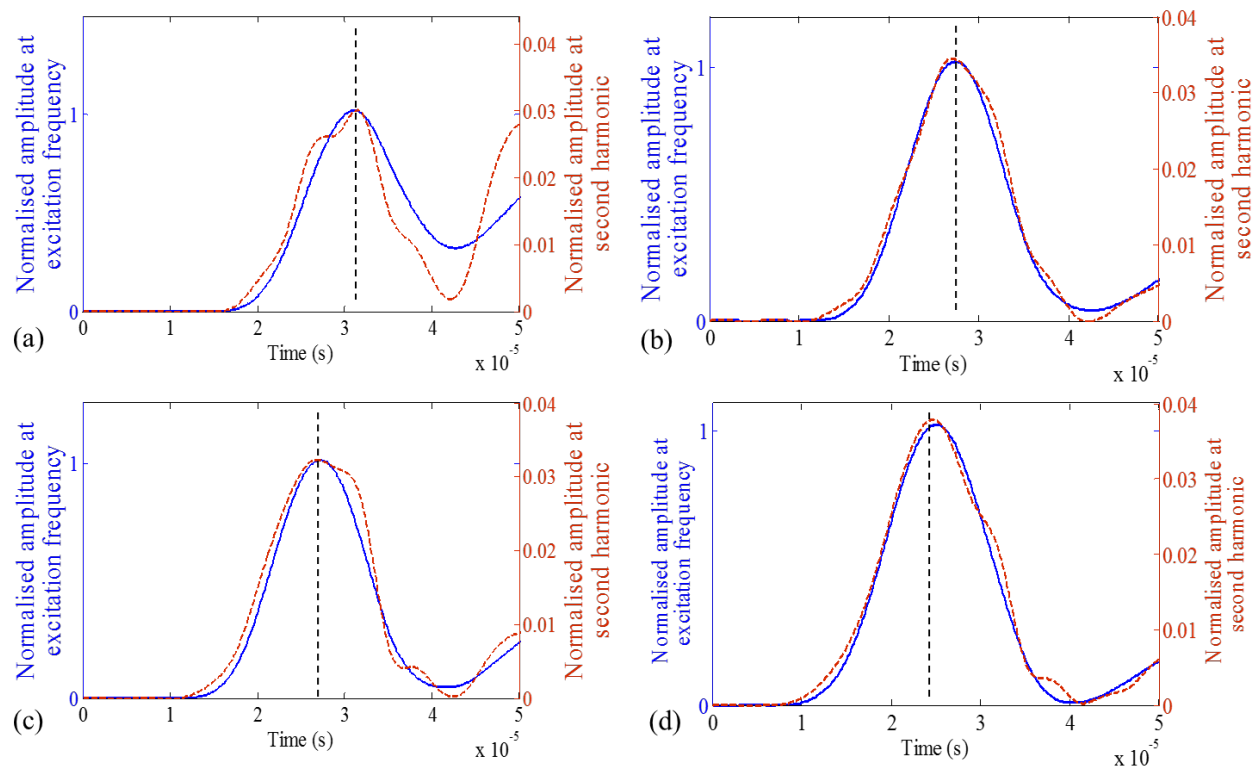 Normalised amplitude at
excitation frequency
1
0
0.04
0.03
0.02
0.01
0
Normalised amplitude at
second harmonic
0 1 2 3 4 5
Time (s)
x 10-5
(a)
Normalised amplitude at
excitation frequency
1
0
0.04
0.03
0.02
0.01
0
Normalised amplitude at
second harmonic
0 1 2 3 4 5
Time (s)
x 10-5
(b)
Normalised amplitude at
excitation frequency
1
0
0.04
0.03
0.02
0.01
0
Normalised amplitude at
second harmonic
0 1 2 3 4 5
Time (s)
x 10-5
(c)
Normalised amplitude at
excitation frequency
1
0
0.04
0.03
0.02
0.01
0
Normalised amplitude at
second harmonic
0 1 2 3 4 5
Time (s)
x 10-5
(d)